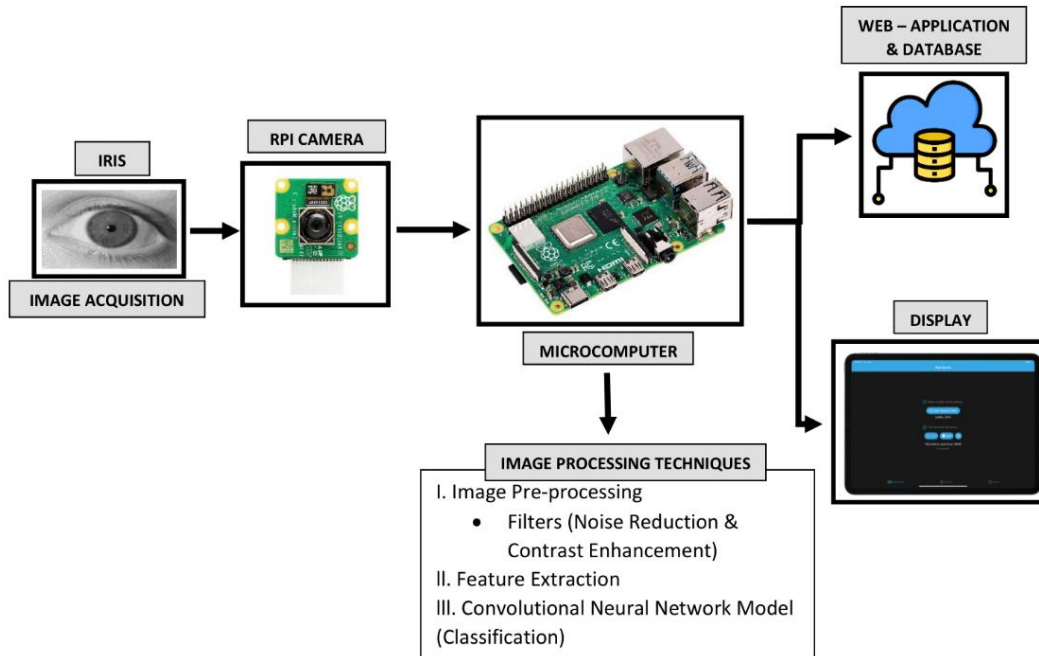 WEB – APPLICATION
& DATABASE
RPI CAMERA
IRIS
IMAGE ACQUISITION
MICROCOMPUTER
DISPLAY
IMAGE PROCESSING TECHNIQUES
I. Image Pre-processing
• Filters (Noise Reduction &
Contrast Enhancement)
II. Feature Extraction
III. Convolutional Neural Network Model
(Classification)
HDMI